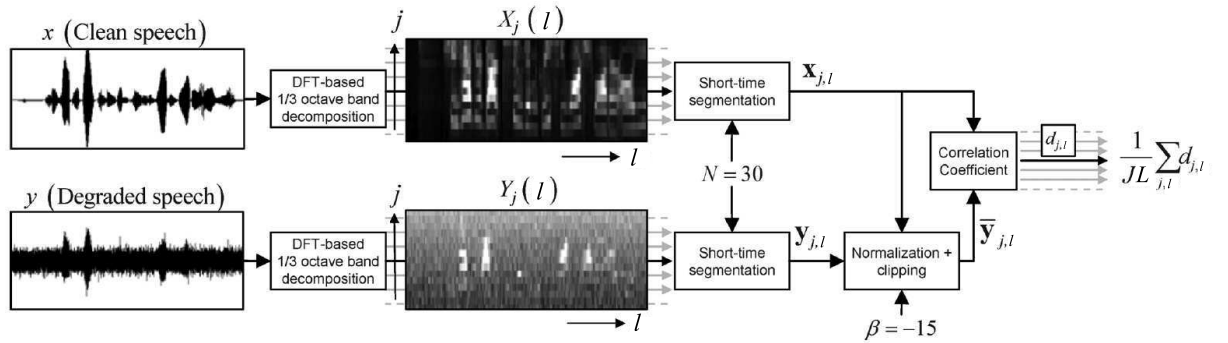 x (Clean speech)
DFT-based
1/3 octave band
decomposition
j
X_j ( l )
l
Short-time
segmentation
𝐱_{j,l}
N = 30
y (Degraded speech)
DFT-based
1/3 octave band
decomposition
j
Y_j ( l )
l
Short-time
segmentation
𝐲_{j,l}
Normalization +
clipping
β = −15
𝐲̅_{j,l}
Correlation
Coefficient
d_{j,l}
1/JL ∑_{j,l} d_{j,l}